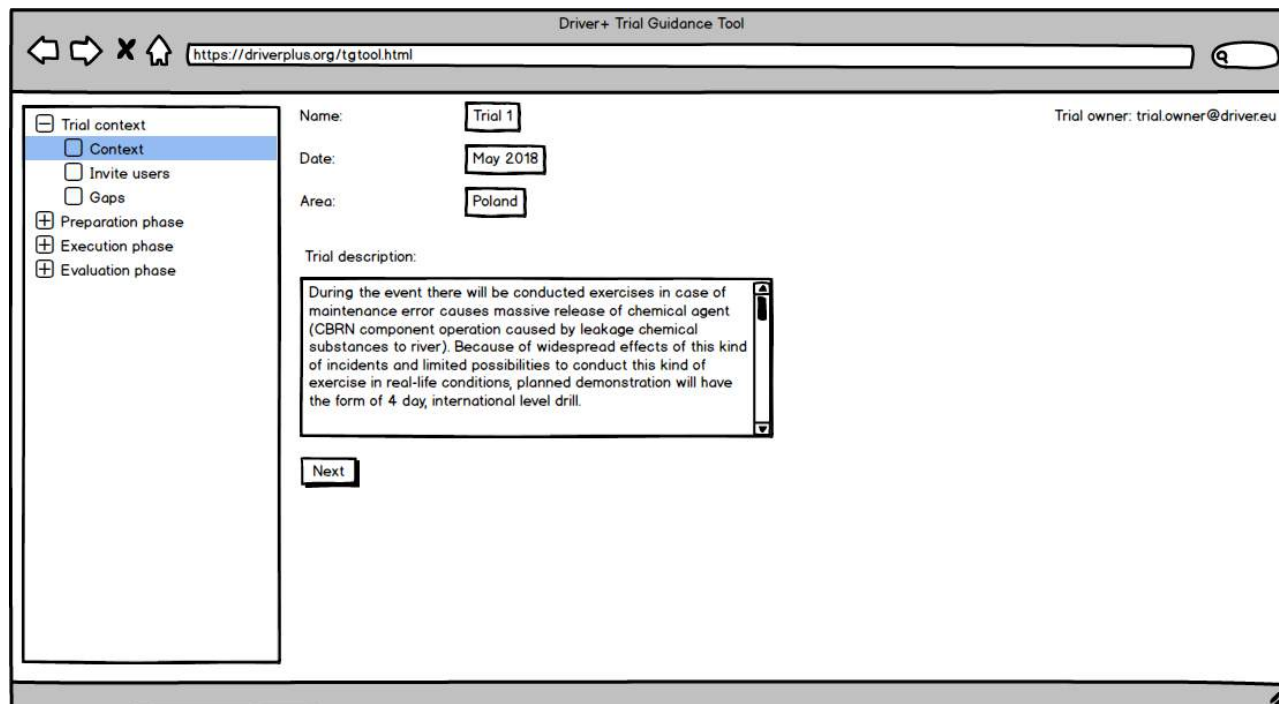 Driver+ Trial Guidance Tool
https://driverplus.org/tgtool.html
Trial context
Context
Invite users
Gaps
Preparation phase
Execution phase
Evaluation phase
Name: Trial 1
Trial owner: trial.owner@driver.eu
Date: May 2018
Area: Poland
Trial description:
During the event there will be conducted exercises in case of
maintenance error causes massive release of chemical agent
(CBRN component operation caused by leakage chemical
substances to river). Because of widespread effects of this kind
of incidents and limited possibilities to conduct this kind of
exercise in real-life conditions, planned demonstration will have
the form of 4 day, international level drill.
Next